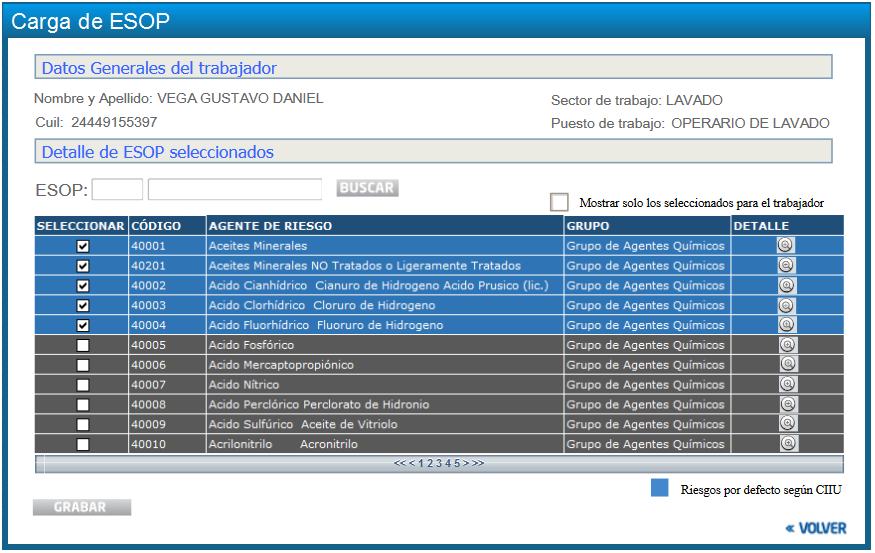 Carga de ESOP
Datos Generales del trabajador
Nombre y Apellido: VEGA GUSTAVO DANIEL
Sector de trabajo: LAVADO
Cuil: 24449155397
Puesto de trabajo: OPERARIO DE LAVADO
Detalle de ESOP seleccionados
ESOP: BUSCAR
Mostrar solo los seleccionados para el trabajador
SELECCIONAR CÓDIGO AGENTE DE RIESGO GRUPO DETALLE
40001 Aceites Minerales Grupo de Agentes Químicos
40201 Aceites Minerales NO Tratados o Ligeramente Tratados Grupo de Agentes Químicos
40002 Acido Cianhídrico Cianuro de Hidrogeno Acido Prusico (lic.) Grupo de Agentes Químicos
40003 Acido Clorhídrico Cloruro de Hidrogeno Grupo de Agentes Químicos
40004 Acido Fluorhídrico Fluoruro de Hidrogeno Grupo de Agentes Químicos
40005 Acido Fosfórico Grupo de Agentes Químicos
40006 Acido Mercaptopropiónico Grupo de Agentes Químicos
40007 Acido Nítrico Grupo de Agentes Químicos
40008 Acido Perclórico Perclorato de Hidronio Grupo de Agentes Químicos
40009 Acido Sulfúrico Aceite de Vitriolo Grupo de Agentes Químicos
40010 Acrilonitrilo Acronitrilo Grupo de Agentes Químicos
<< < 1 2 3 4 5 > >>
Riesgos por defecto según CIIU
GRABAR
« VOLVER